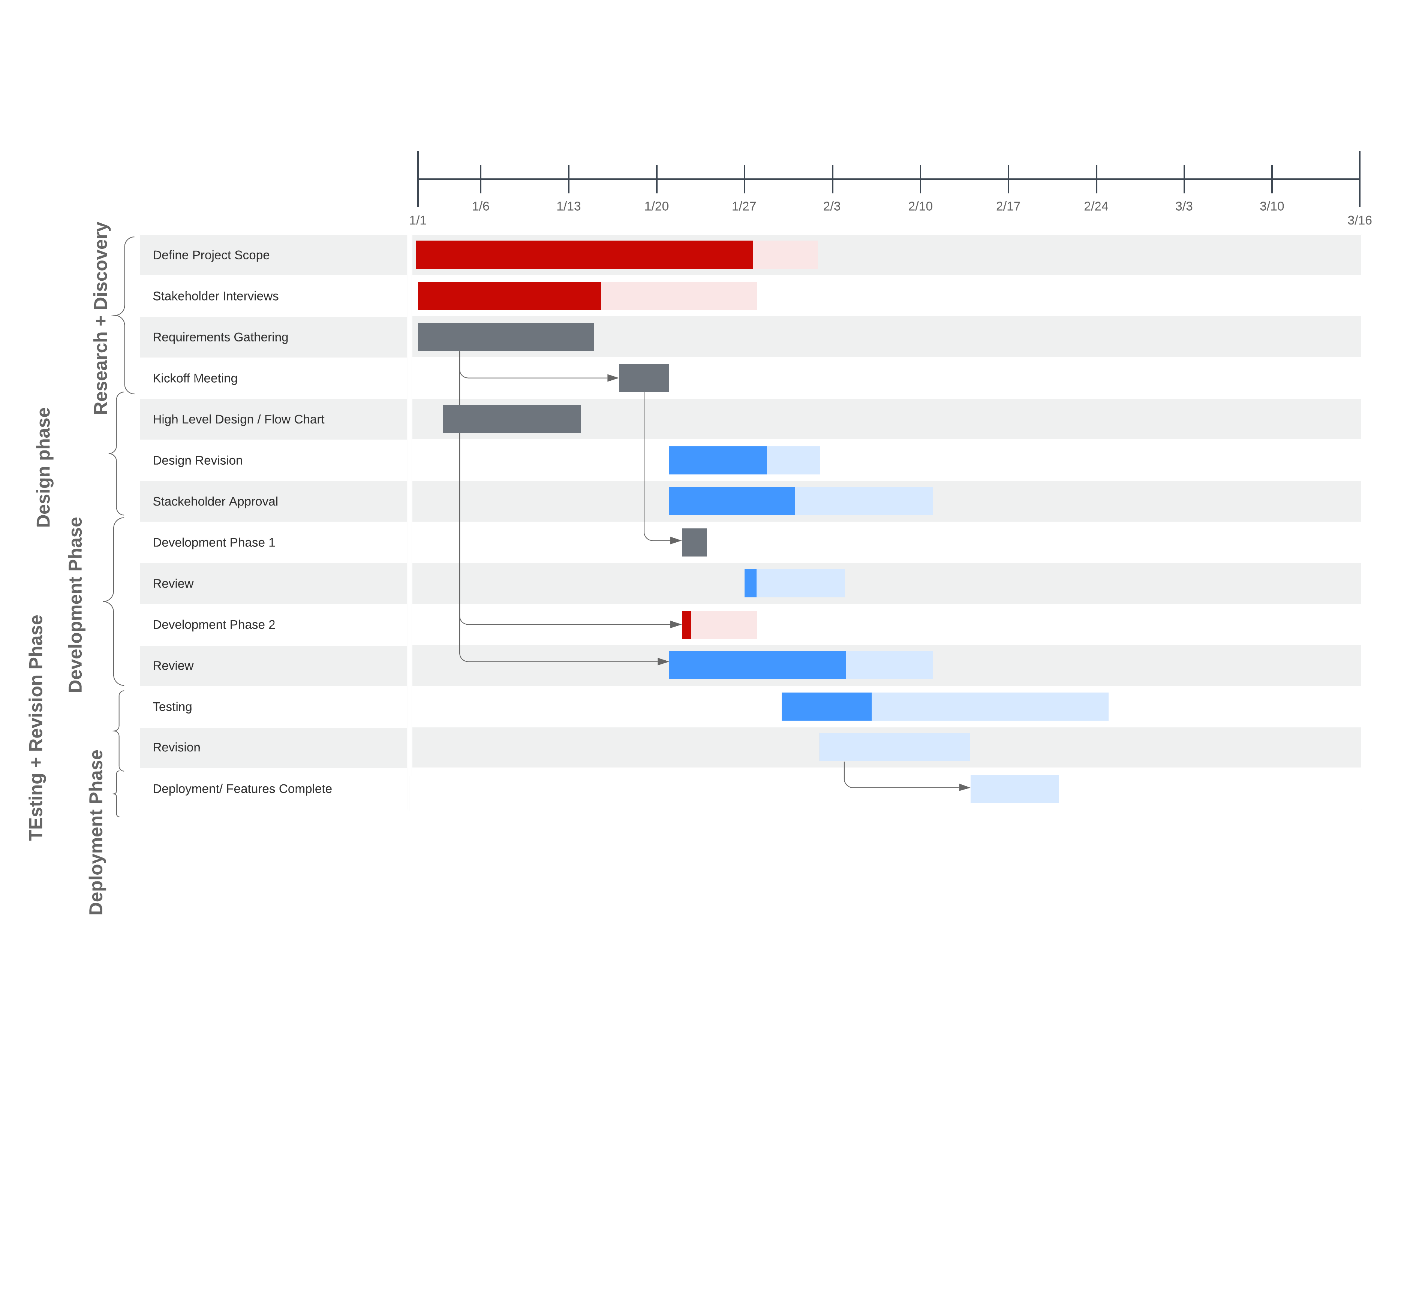 1/1
1/6
1/13
1/20
1/27
2/3
2/10
2/17
2/24
3/3
3/10
3/16
Research + Discovery
Define Project Scope
Stakeholder Interviews
Requirements Gathering
Kickoff Meeting
Design phase
High Level Design / Flow Chart
Design Revision
Stackeholder Approval
Development Phase
Development Phase 1
Review
Development Phase 2
Review
TEsting + Revision Phase
Testing
Revision
Deployment Phase
Deployment/ Features Complete